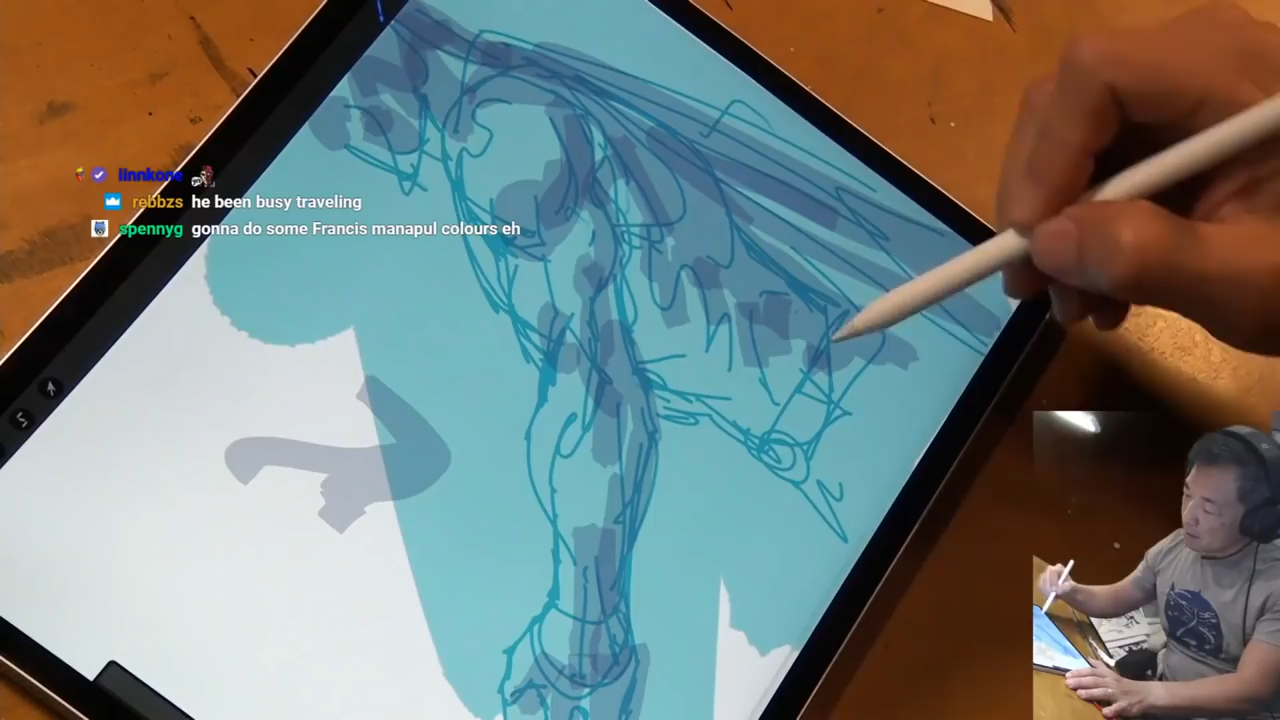 linnkone
rebbzs he been busy traveling
spennyg gonna do some Francis manapul colours eh